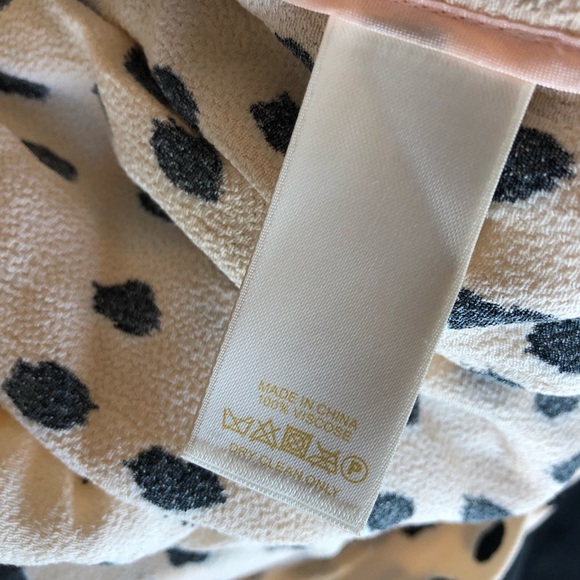 MADE IN CHINA
100% VISCOSE
P
DRY CLEAN ONLY